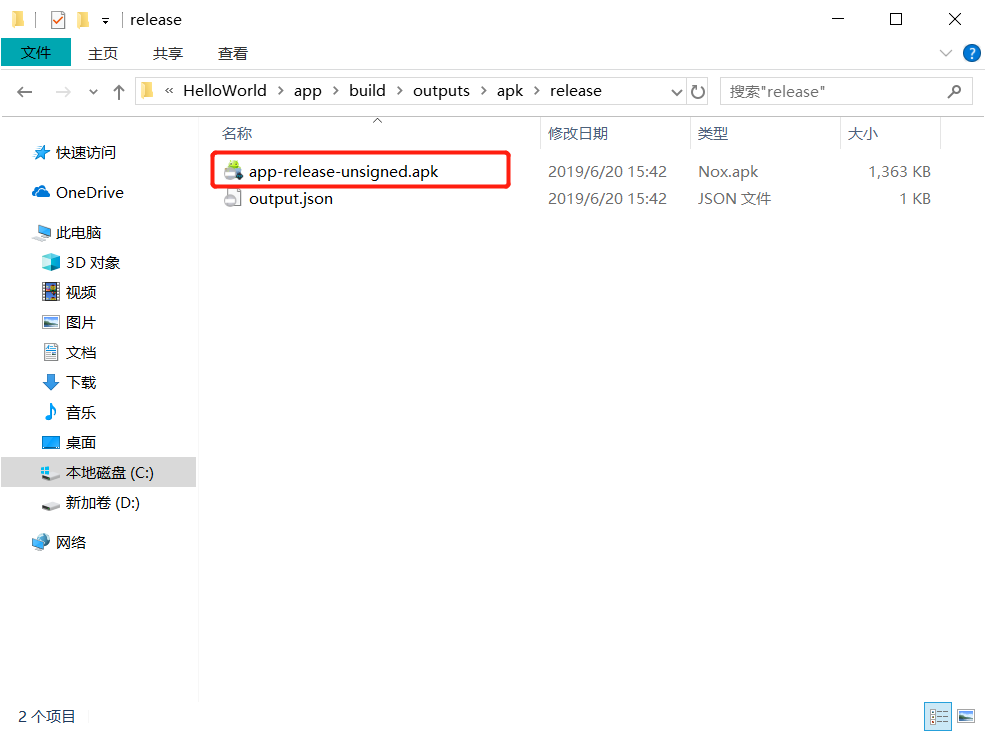 release
文件 主页 共享 查看
« HelloWorld > app > build > outputs > apk > release 搜索"release"
名称 修改日期 类型 大小
app-release-unsigned.apk 2019/6/20 15:42 Nox.apk 1,363 KB
output.json 2019/6/20 15:42 JSON 文件 1 KB
快速访问
OneDrive
此电脑
3D 对象
视频
图片
文档
下载
音乐
桌面
本地磁盘 (C:)
新加卷 (D:)
网络
2 个项目